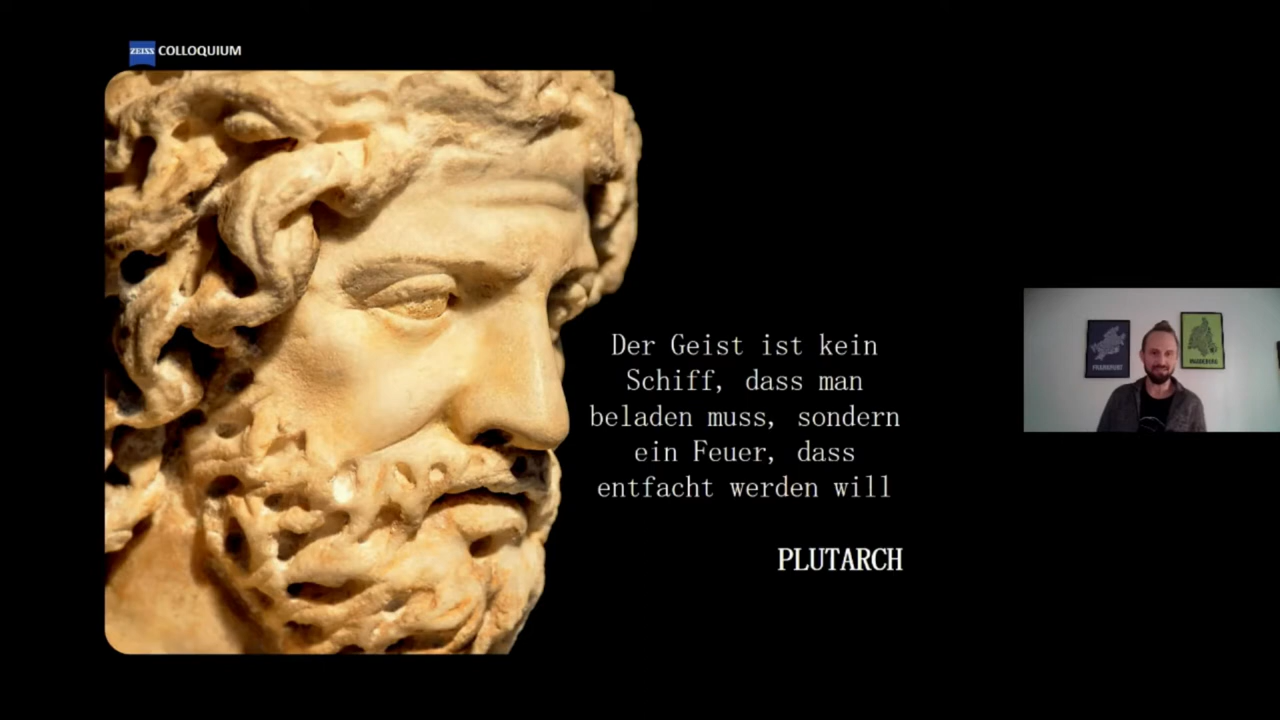 ZEISS COLLOQUIUM
Der Geist ist kein
Schiff, dass man
beladen muss, sondern
ein Feuer, dass
entfacht werden will
PLUTARCH
FRANKFURT
MAGDEBURG